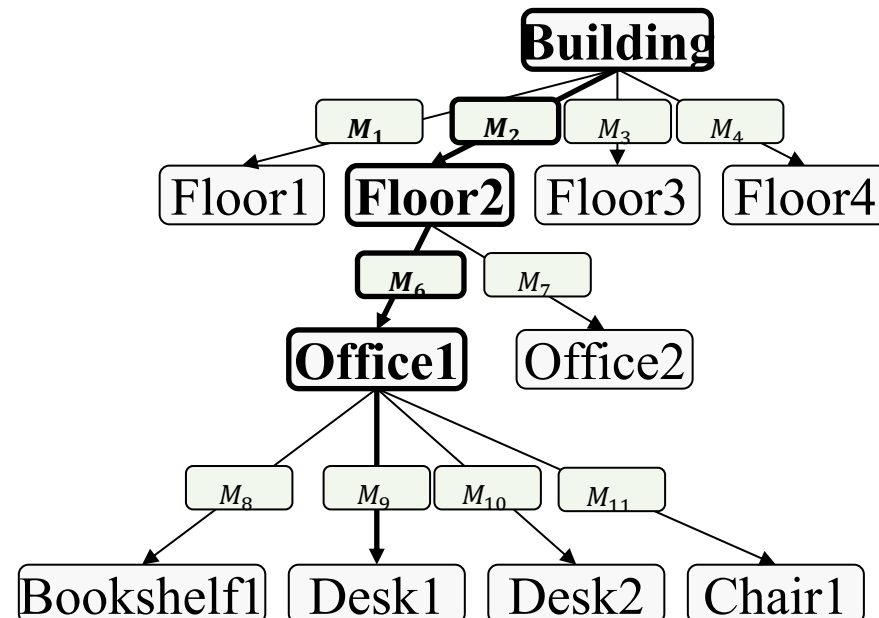 Building
M₁ M₂ M₃ M₄
Floor1 Floor2 Floor3 Floor4
M₆ M₇
Office1 Office2
M₈ M₉ M₁₀ M₁₁
Bookshelf1 Desk1 Desk2 Chair1